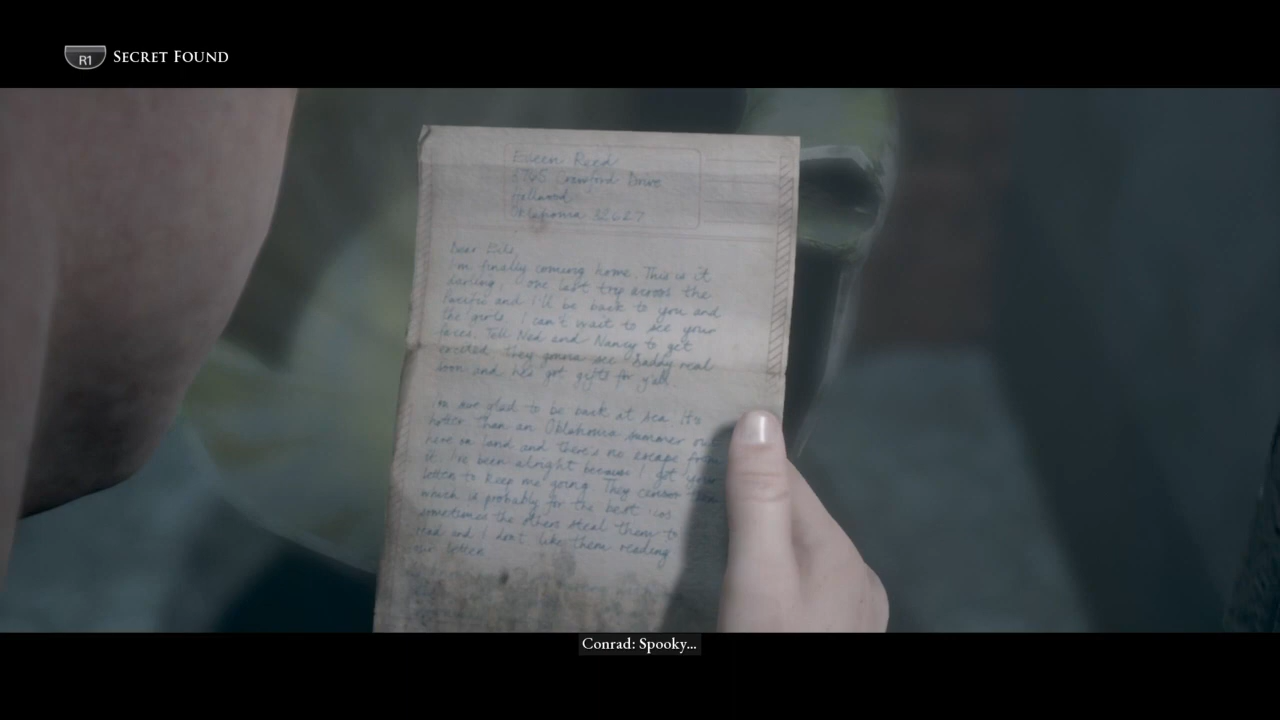 R1 SECRET FOUND
Eileen Reed
Crawford Drive
Oklahoma
Dear
I'm finally coming home. This is it
darling, one last trip across the
Pacific and I'll be back to you and
the girls. I can't wait to see your
faces. Tell Ned and Nancy to get
excited they gonna see Daddy real
soon and he's got gifts for y'all.
glad to be back at sea. It's
hotter than an Oklahoma summer out
here on land and there's no escape from
it. I've been alright because I got your
letters to keep me going. They censor
which is probably for the best 'cos
sometimes the others steal them to
read and I don't like them reading
our letters
Conrad: Spooky...